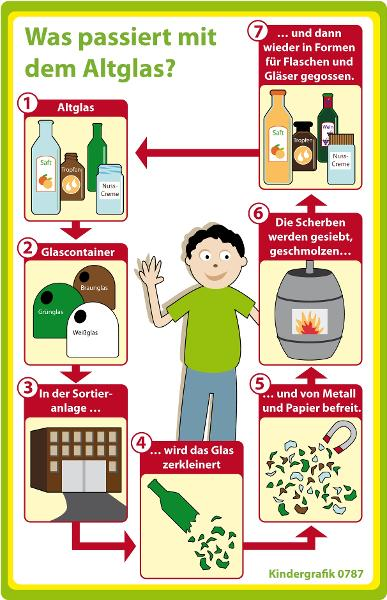 Was passiert mit
dem Altglas?
1
Altglas
Saft
Tropfen
Nuss-
Creme
2
Glascontainer
Braunglas
Grünglas
Weißglas
3
In der Sortier-
anlage ...
4
... wird das Glas
zerkleinert
5
... und von Metall
und Papier befreit.
6
Die Scherben
werden gesiebt,
geschmolzen...
7
... und dann
wieder in Formen
für Flaschen und
Gläser gegossen.
Saft
Tropfen
Wein
Nuss-
Creme
Kindergrafik 0787